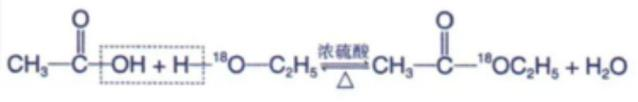 CH₃—C(=O)—OH + H—¹⁸O—C₂H₅ ⇌ 浓硫酸 △ CH₃—C(=O)—¹⁸OC₂H₅ + H₂O